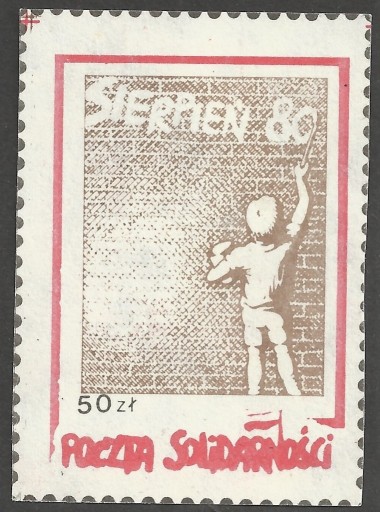 SIERPIEŃ 80
50 zł
POCZTA SOLIDARNOŚCI